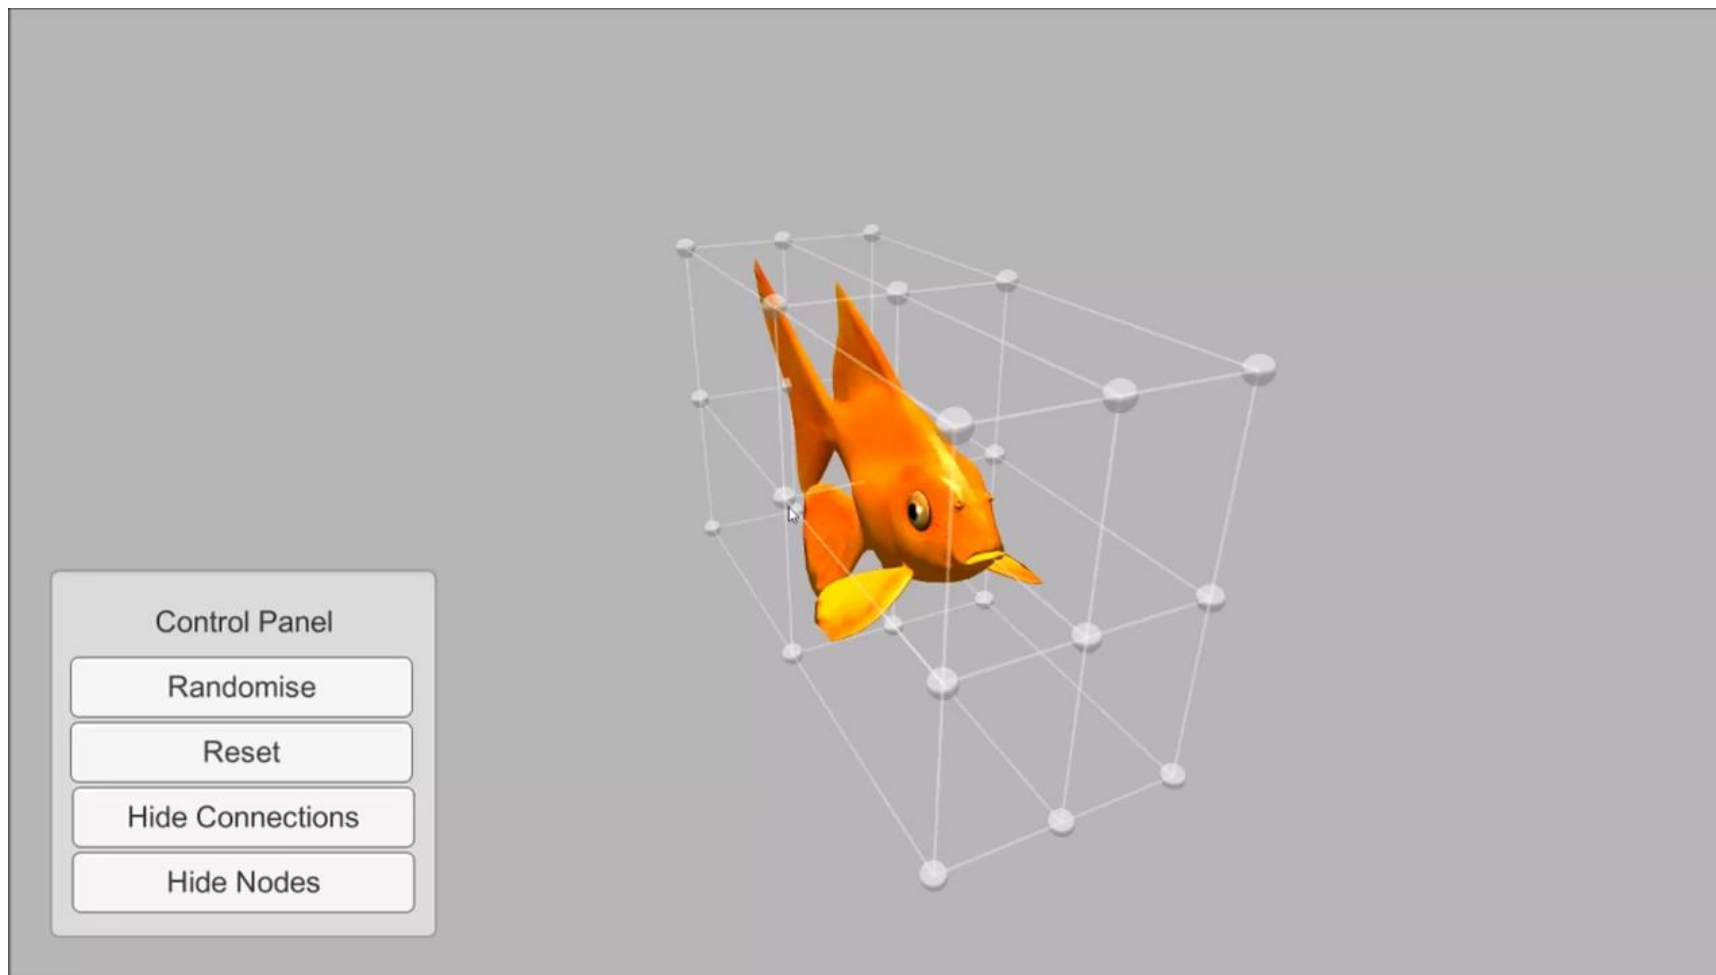 Control Panel
Randomise
Reset
Hide Connections
Hide Nodes